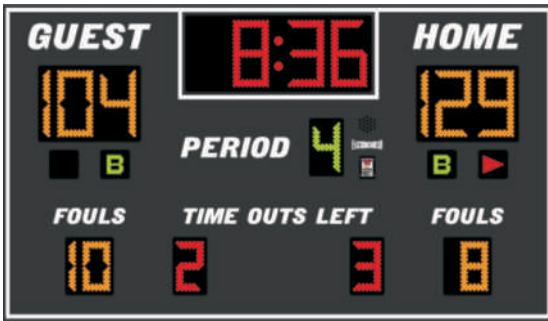 GUEST 8:36 HOME
104 129
PERIOD 4
B B
FOULS TIME OUTS LEFT FOULS
10 2 3 8